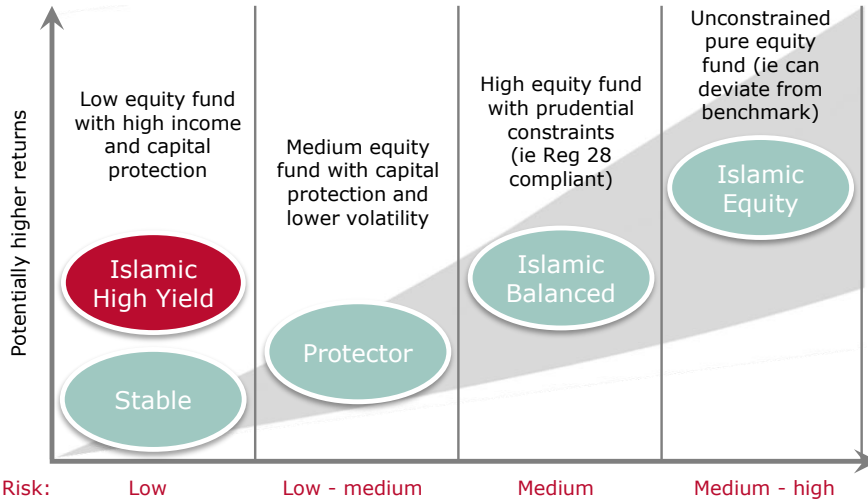 Potentially higher returns
Low equity fund
with high income
and capital
protection
Islamic
High Yield
Stable
Medium equity
fund with capital
protection and
lower volatility
Protector
High equity fund
with prudential
constraints
(ie Reg 28
compliant)
Islamic
Balanced
Unconstrained
pure equity
fund (ie can
deviate from
benchmark)
Islamic
Equity
Risk: Low Low - medium Medium Medium - high